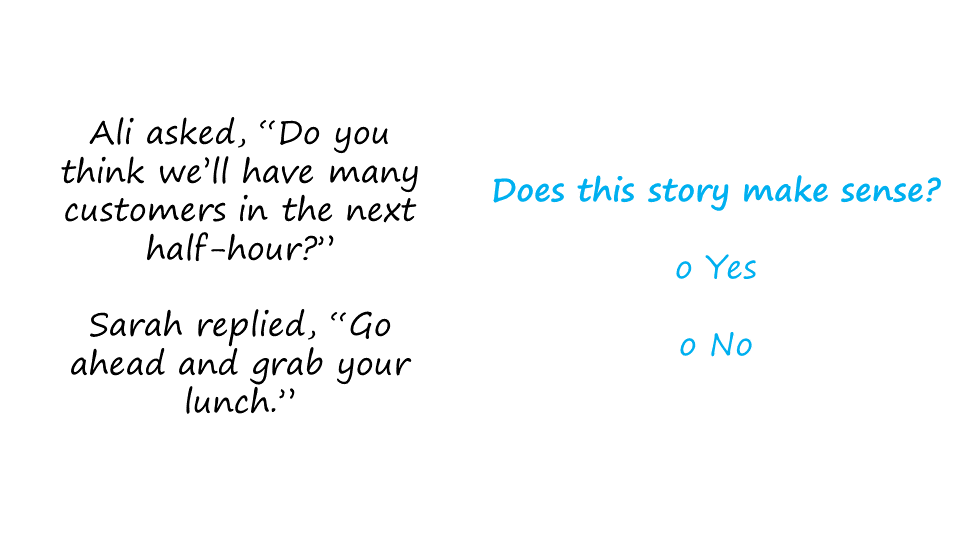 Ali asked, “Do you
think we’ll have many
customers in the next
half-hour?”
Sarah replied, “Go
ahead and grab your
lunch.”
Does this story make sense?
o Yes
o No